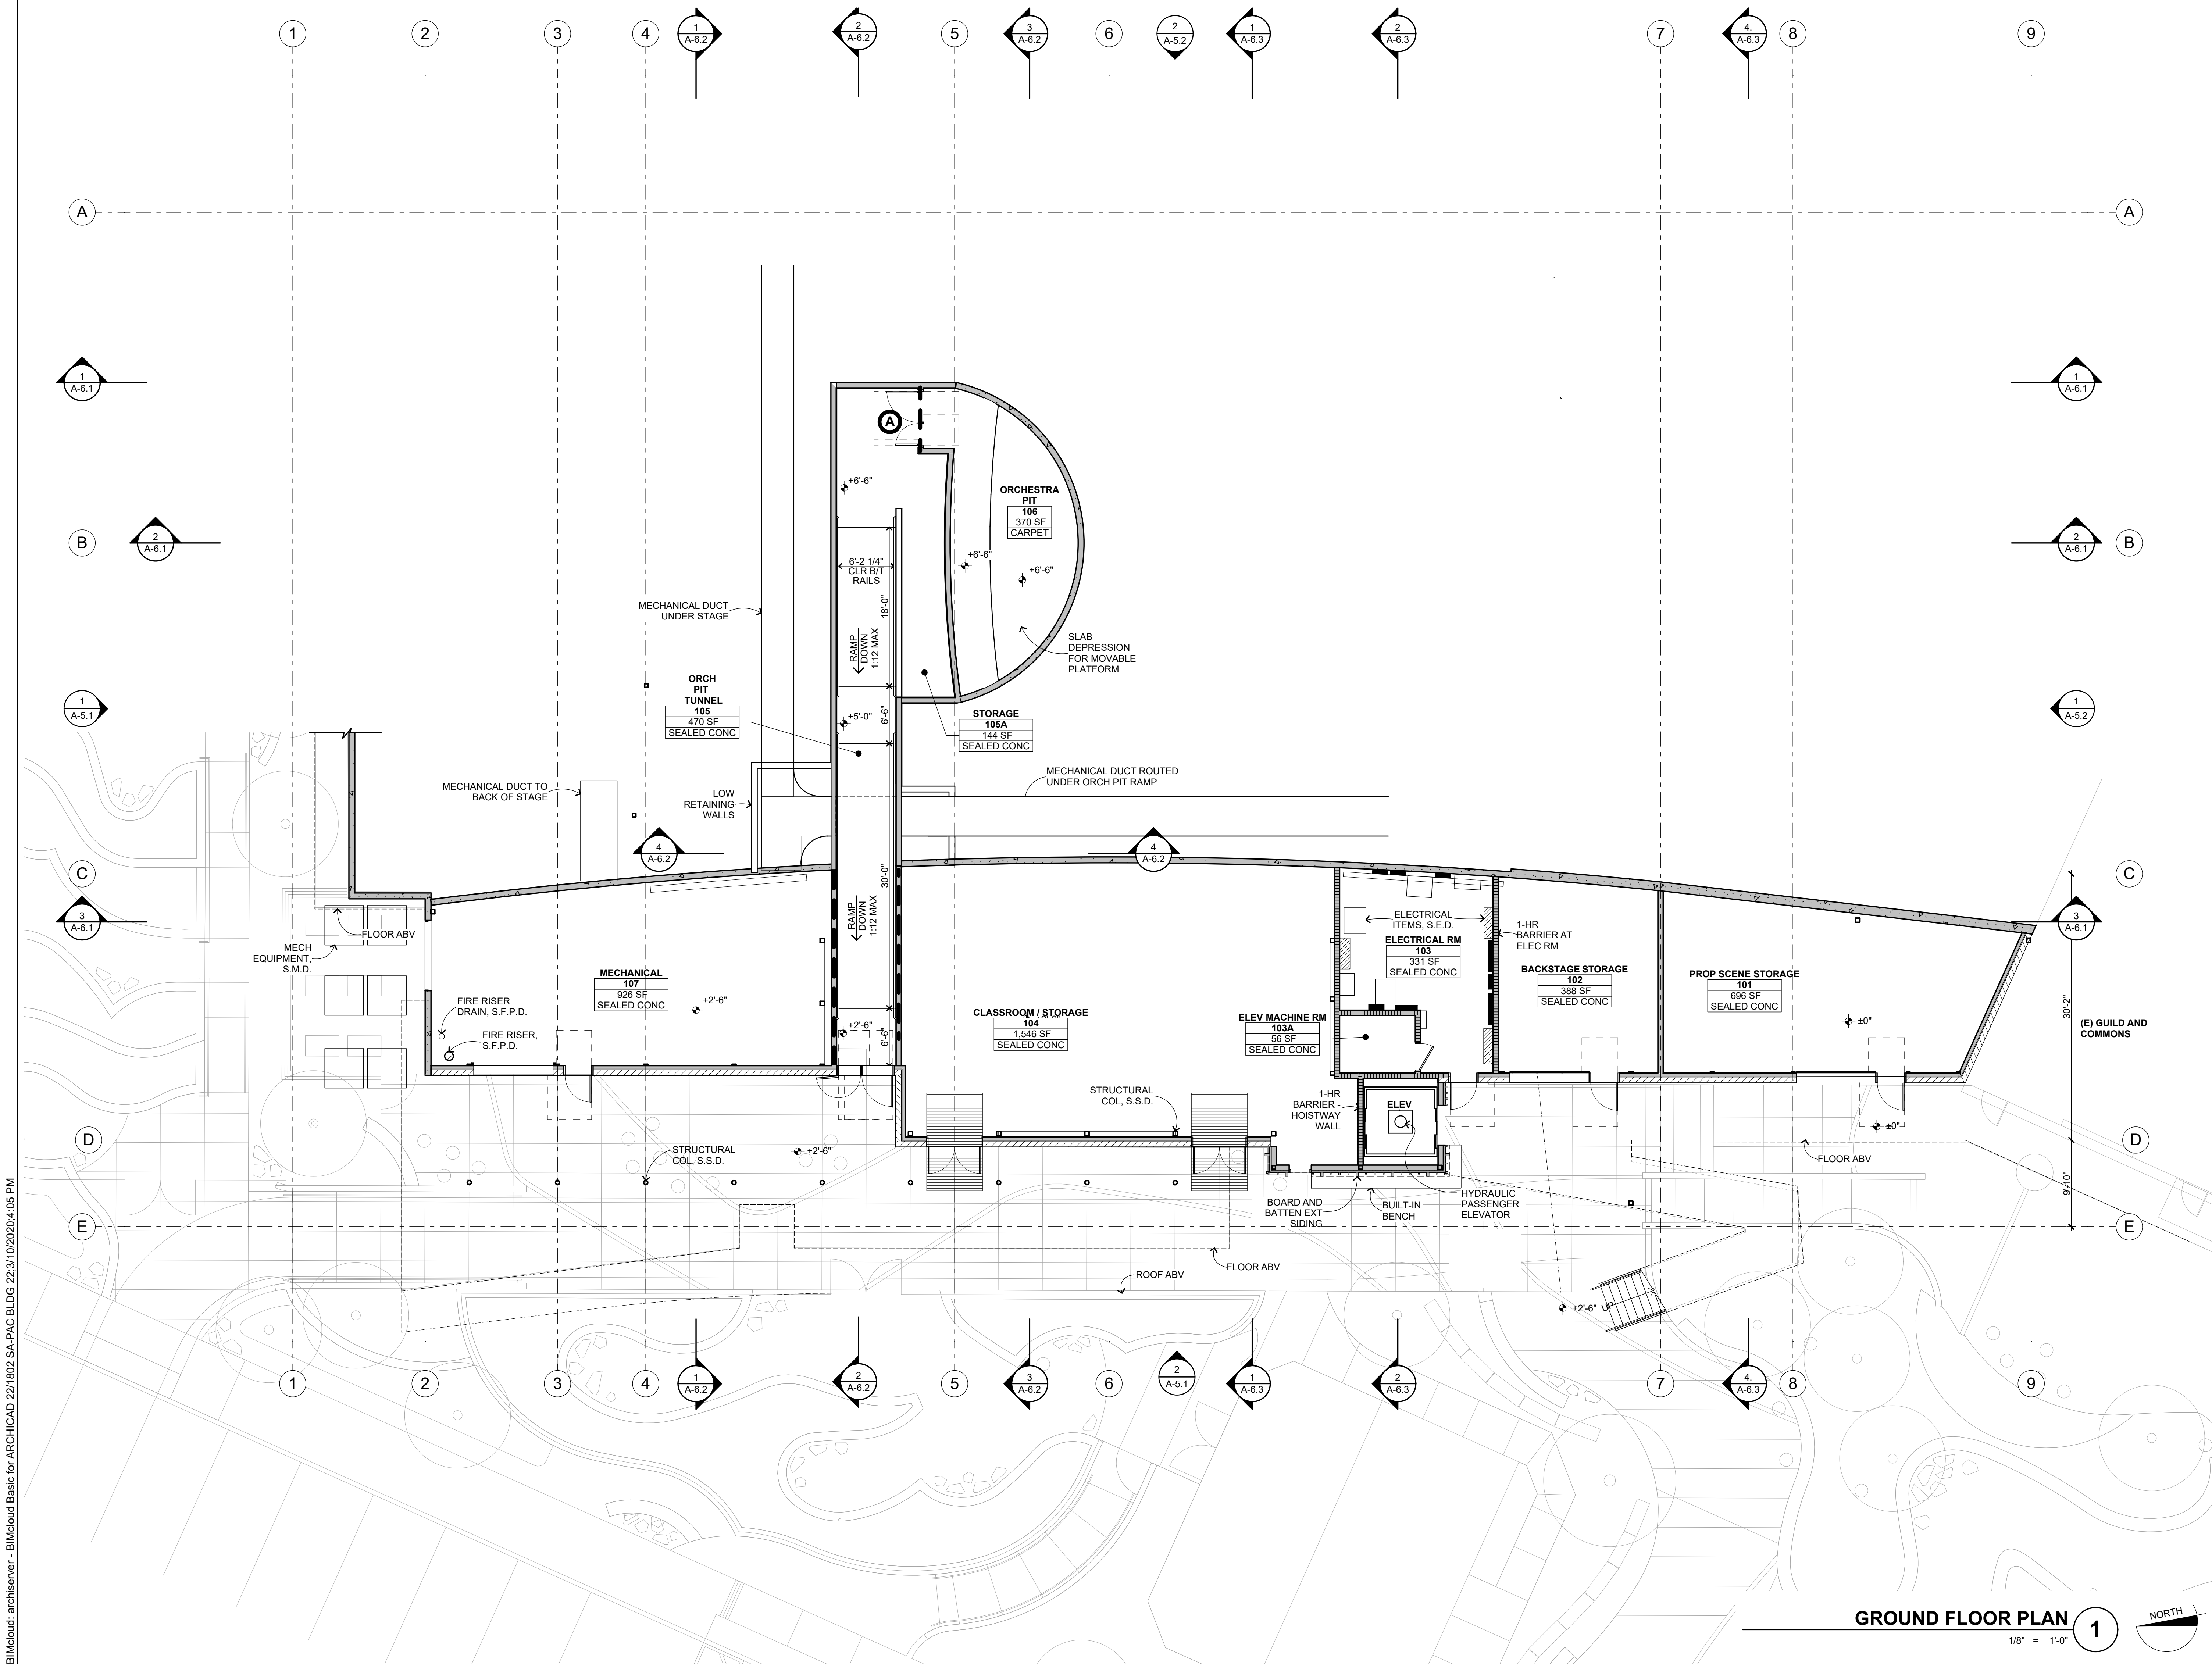 1
2
3
4
1
A-6.2
2
A-6.2
5
3
A-6.2
6
2
A-5.2
1
A-6.3
2
A-6.3
7
4.
A-6.3
8
9
A
A
1
A-6.1
1
A-6.1
A
+6'-6"
ORCHESTRA
PIT
106
370 SF
CARPET
B
2
A-6.1
2
A-6.1
B
6'-2 1/4"
CLR B/T
RAILS
+6'-6"
+6'-6"
18'-0"
MECHANICAL DUCT
UNDER STAGE
RAMP
DOWN
1:12 MAX
SLAB
DEPRESSION
FOR MOVABLE
PLATFORM
ORCH
PIT
TUNNEL
105
470 SF
SEALED CONC
1
A-5.1
+5'-0"
6'-6"
STORAGE
105A
144 SF
SEALED CONC
1
A-5.2
MECHANICAL DUCT TO
BACK OF STAGE
LOW
RETAINING
WALLS
MECHANICAL DUCT ROUTED
UNDER ORCH PIT RAMP
4
A-6.2
4
A-6.2
C
C
30'-0"
RAMP
DOWN
1:12 MAX
3
A-6.1
3
A-6.1
FLOOR ABV
MECH
EQUIPMENT,
S.M.D.
ELECTRICAL
ITEMS, S.E.D.
1-HR
BARRIER AT
ELEC RM
ELECTRICAL RM
103
331 SF
SEALED CONC
MECHANICAL
107
926 SF
SEALED CONC
+2'-6"
BACKSTAGE STORAGE
102
388 SF
SEALED CONC
PROP SCENE STORAGE
101
696 SF
SEALED CONC
FIRE RISER
DRAIN, S.F.P.D.
FIRE RISER,
S.F.P.D.
+2'-6"
6'-6"
CLASSROOM / STORAGE
104
1,546 SF
SEALED CONC
ELEV MACHINE RM
103A
56 SF
SEALED CONC
±0"
30'-2"
(E) GUILD AND
COMMONS
STRUCTURAL
COL, S.S.D.
1-HR
BARRIER -
HOISTWAY
WALL
ELEV
±0"
D
D
STRUCTURAL
COL, S.S.D.
+2'-6"
FLOOR ABV
9'-10"
BOARD AND
BATTEN EXT
SIDING
BUILT-IN
BENCH
HYDRAULIC
PASSENGER
ELEVATOR
E
E
FLOOR ABV
ROOF ABV
+2'-6"
UP
1
2
3
4
1
A-6.2
2
A-6.2
5
3
A-6.2
6
2
A-5.1
1
A-6.3
2
A-6.3
7
4.
A-6.3
8
9
BIMcloud: archiserver - BIMcloud Basic for ARCHICAD 22/1802 SA-PAC BLDG 22;3/10/2020;4:05 PM
GROUND FLOOR PLAN
1
1/8" = 1'-0"
NORTH